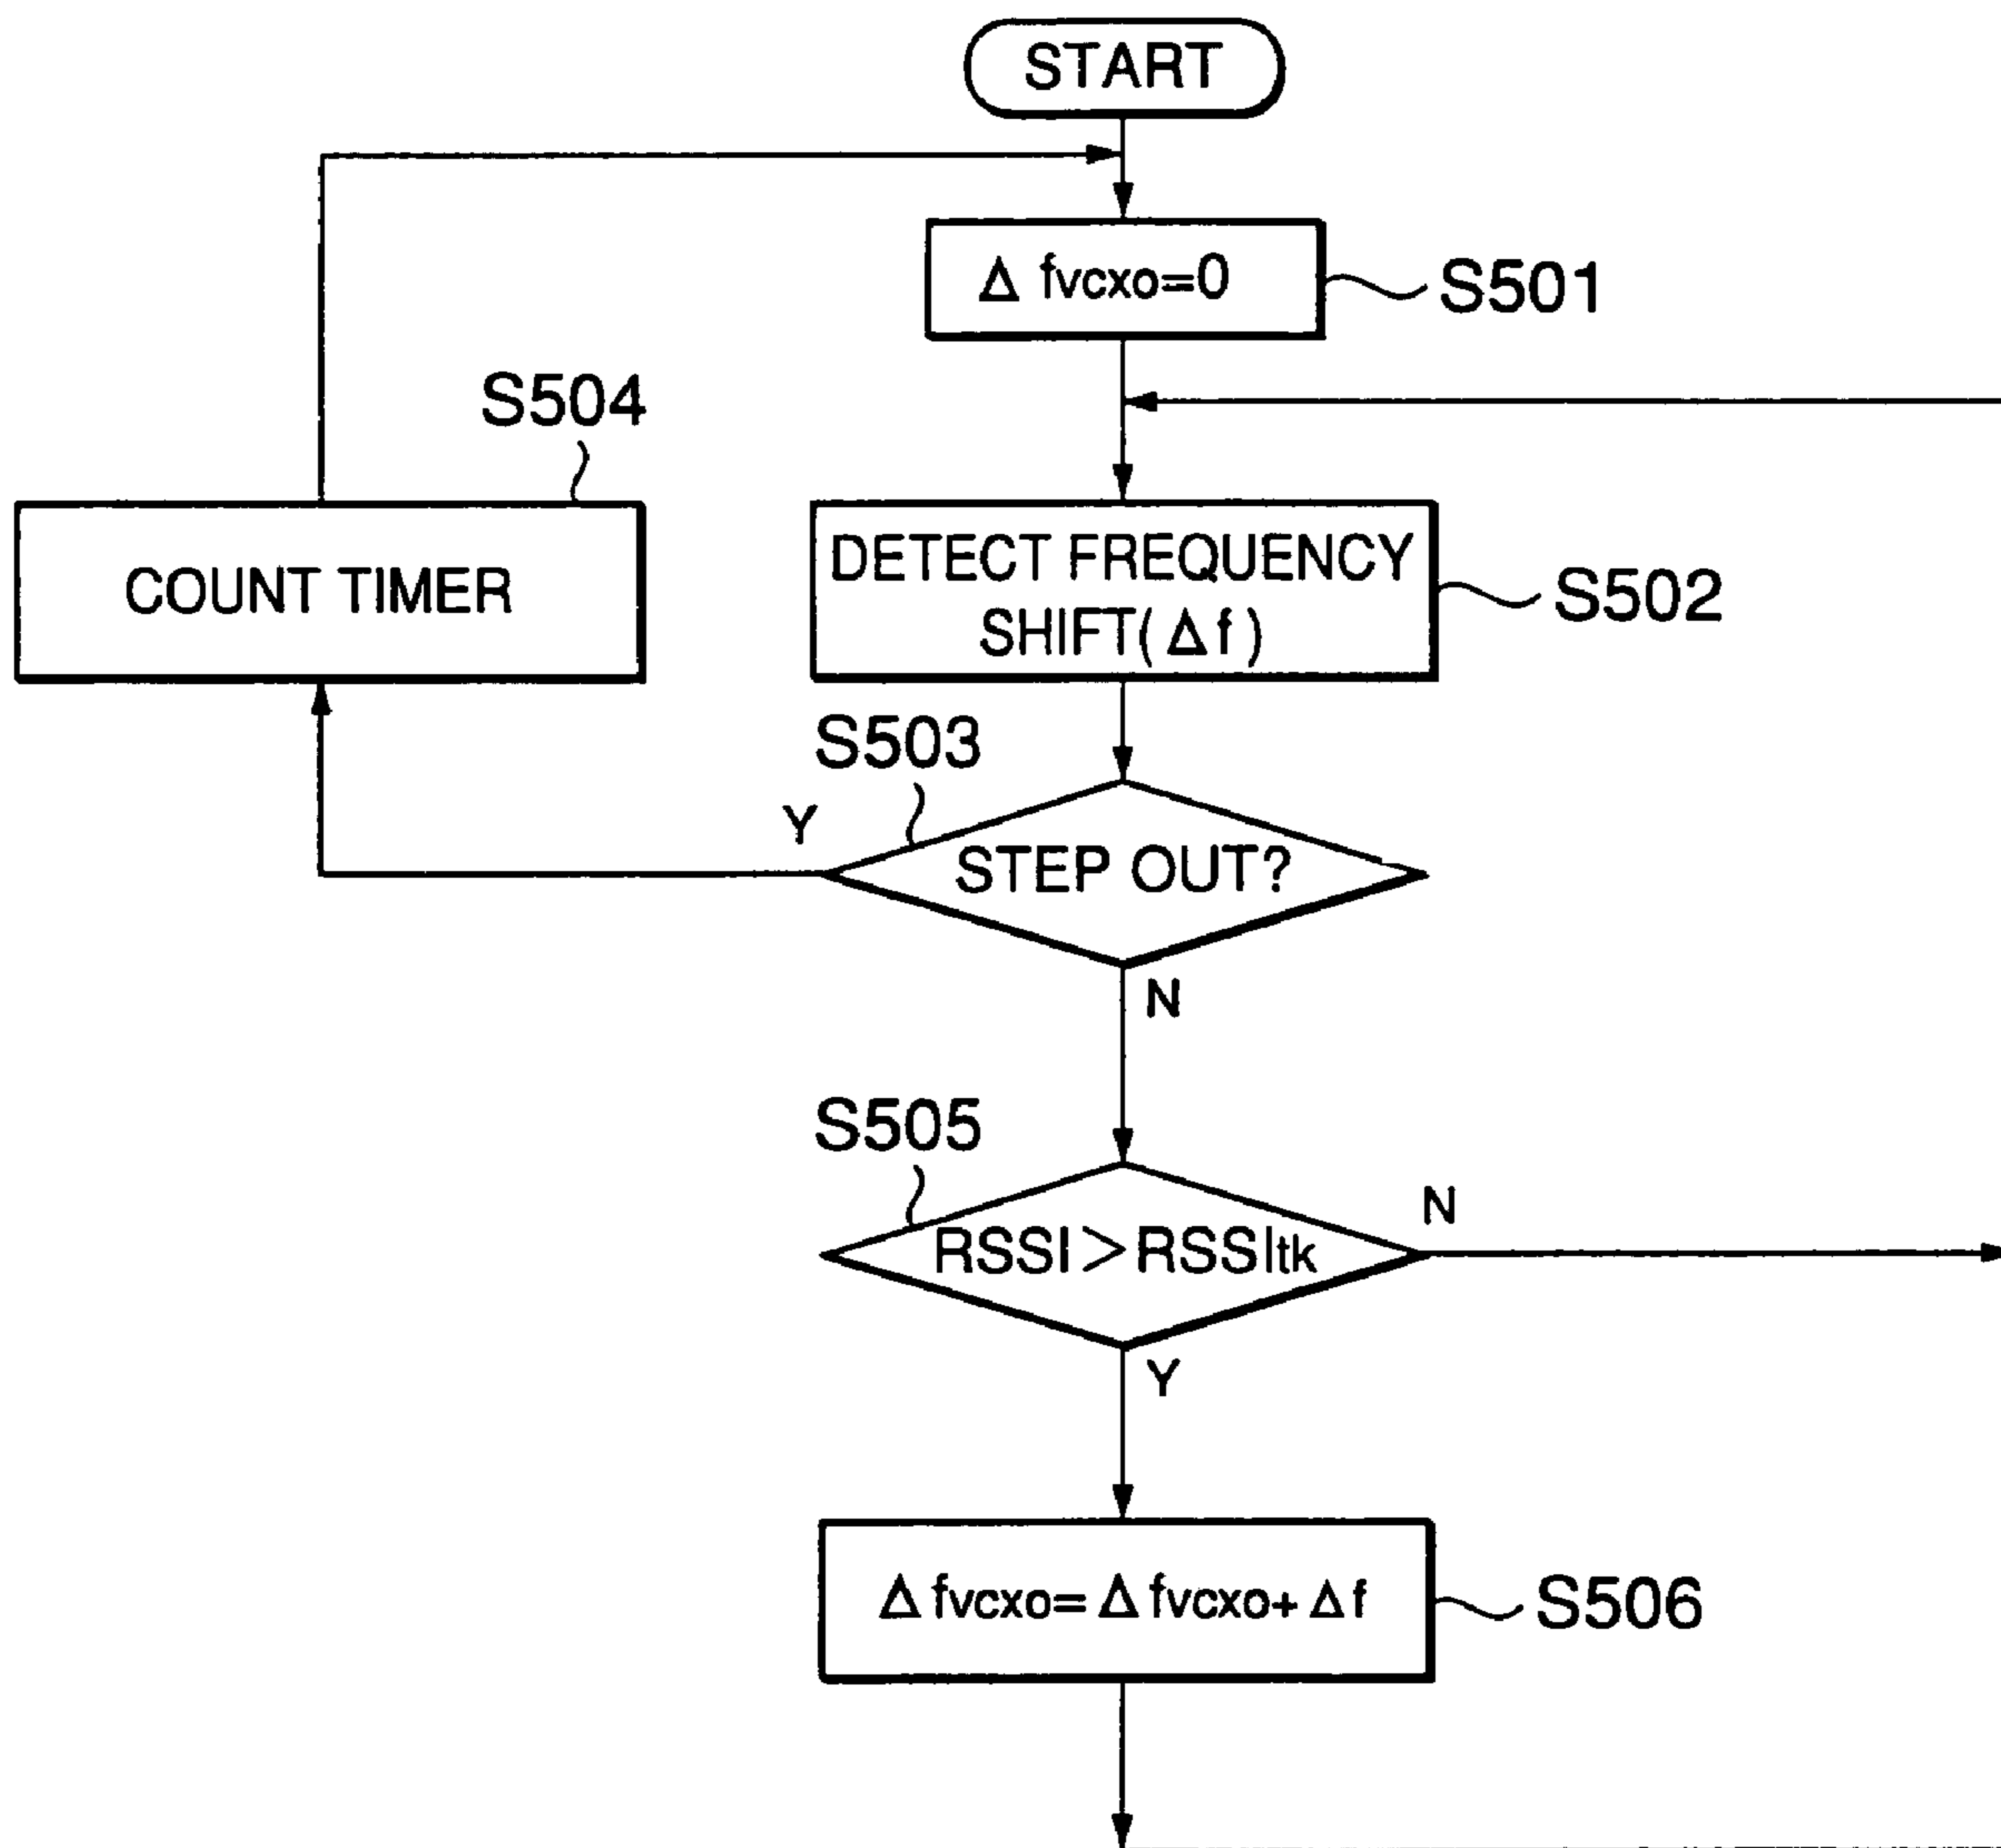 START
Δ fvcxo=0
S501
S504
COUNT TIMER
DETECT FREQUENCY
SHIFT(Δf)
S502
S503
Y
STEP OUT?
N
S505
RSSI>RSSItk
N
Y
Δfvcxo=Δfvcxo+Δf
S506